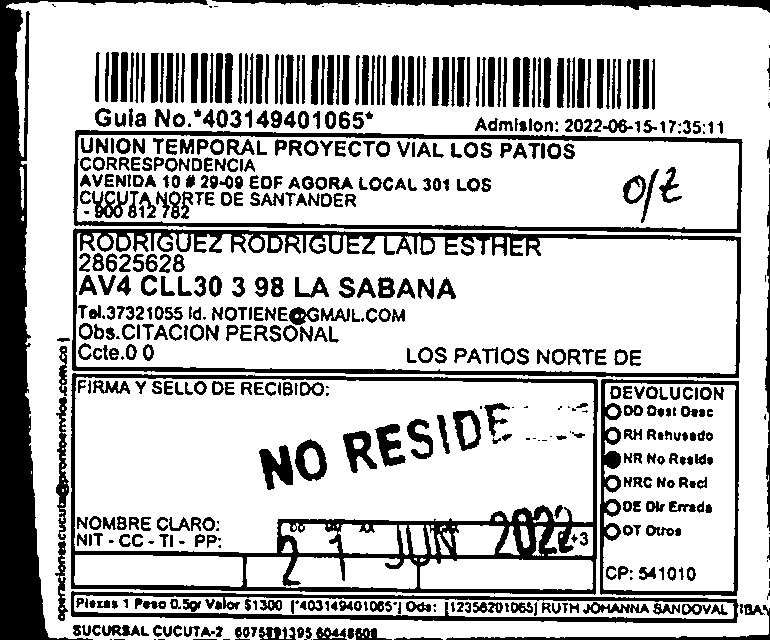 Guia No.*403149401065*
Admision: 2022-06-15-17:35:11
UNION TEMPORAL PROYECTO VIAL LOS PATIOS
CORRESPONDENCIA
AVENIDA 10 # 29-09 EDF AGORA LOCAL 301 LOS
CUCUTA NORTE DE SANTANDER
- 900 812 782
O/Z
RODRIGUEZ RODRIGUEZ LAID ESTHER
28625628
AV4 CLL30 3 98 LA SABANA
Tel.37321055 Id. NOTIENE@GMAIL.COM
Obs.CITACION PERSONAL
Ccte.0 0
LOS PATIOS NORTE DE
operacionescucuta@prontoenvios.com.co
FIRMA Y SELLO DE RECIBIDO:
NO RESIDE
DEVOLUCION
DD Dest Desc
RH Rehusado
NR No Reside
NRC No Recl
DE Dir Errada
OT Otros
NOMBRE CLARO:
NIT - CC - TI - PP:
21 JUN 2022
+3
CP: 541010
Piezas 1 Peso 0.5gr Valor $1300 [*403149401065*] Ods: [12356201065] RUTH JOHANNA SANDOVAL
SUCURSAL CUCUTA-2